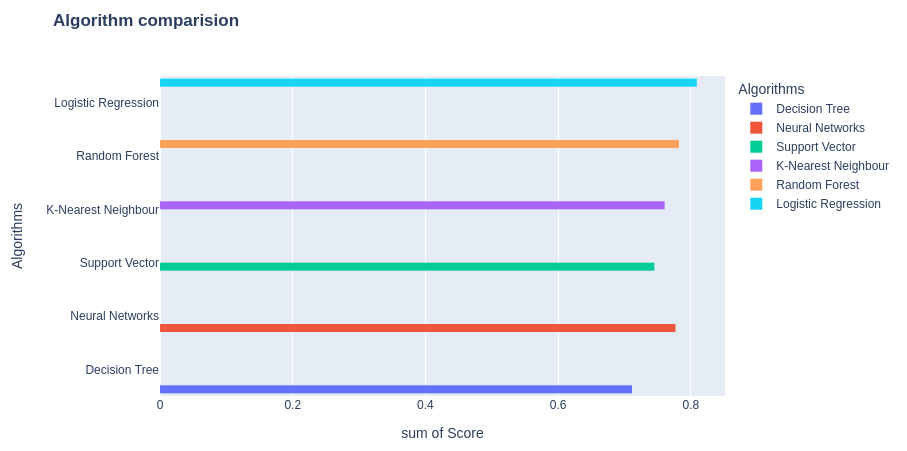 Algorithm comparision
Algorithms
Logistic Regression
Random Forest
K-Nearest Neighbour
Support Vector
Neural Networks
Decision Tree
0 0.2 0.4 0.6 0.8
sum of Score
Algorithms
Decision Tree
Neural Networks
Support Vector
K-Nearest Neighbour
Random Forest
Logistic Regression